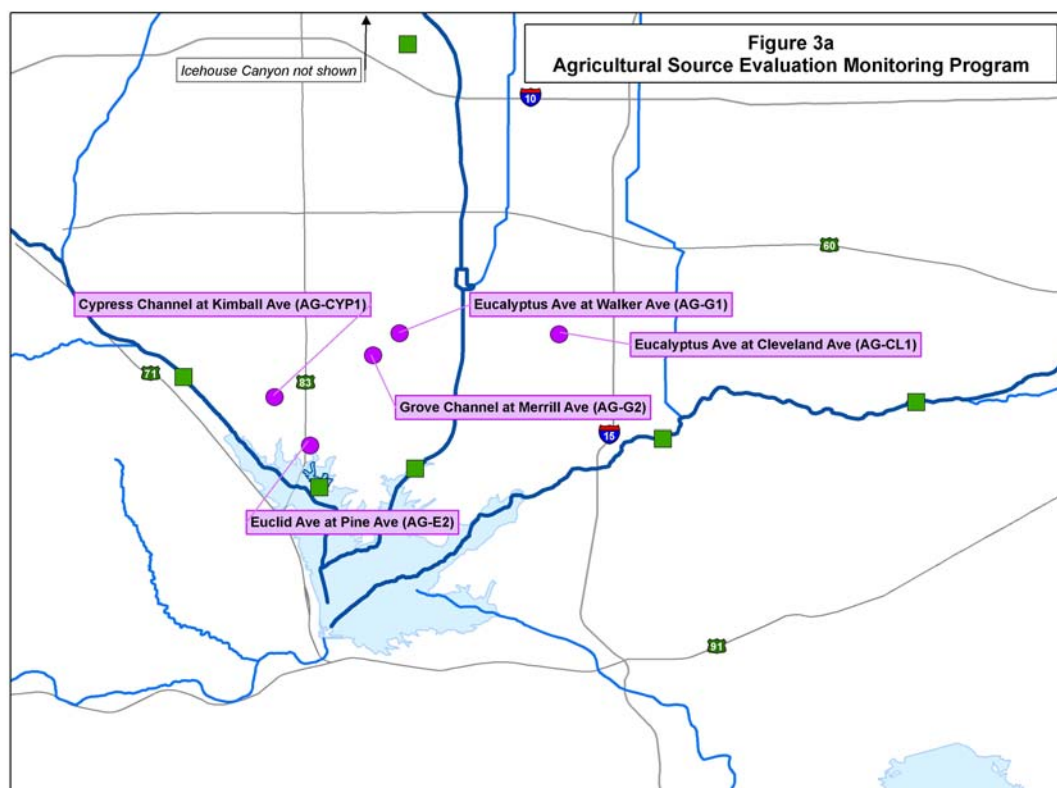 Figure 3a
Agricultural Source Evaluation Monitoring Program
Icehouse Canyon not shown
10
60
Cypress Channel at Kimball Ave (AG-CYP1)
Eucalyptus Ave at Walker Ave (AG-G1)
Eucalyptus Ave at Cleveland Ave (AG-CL1)
71
83
Grove Channel at Merrill Ave (AG-G2)
15
Euclid Ave at Pine Ave (AG-E2)
91